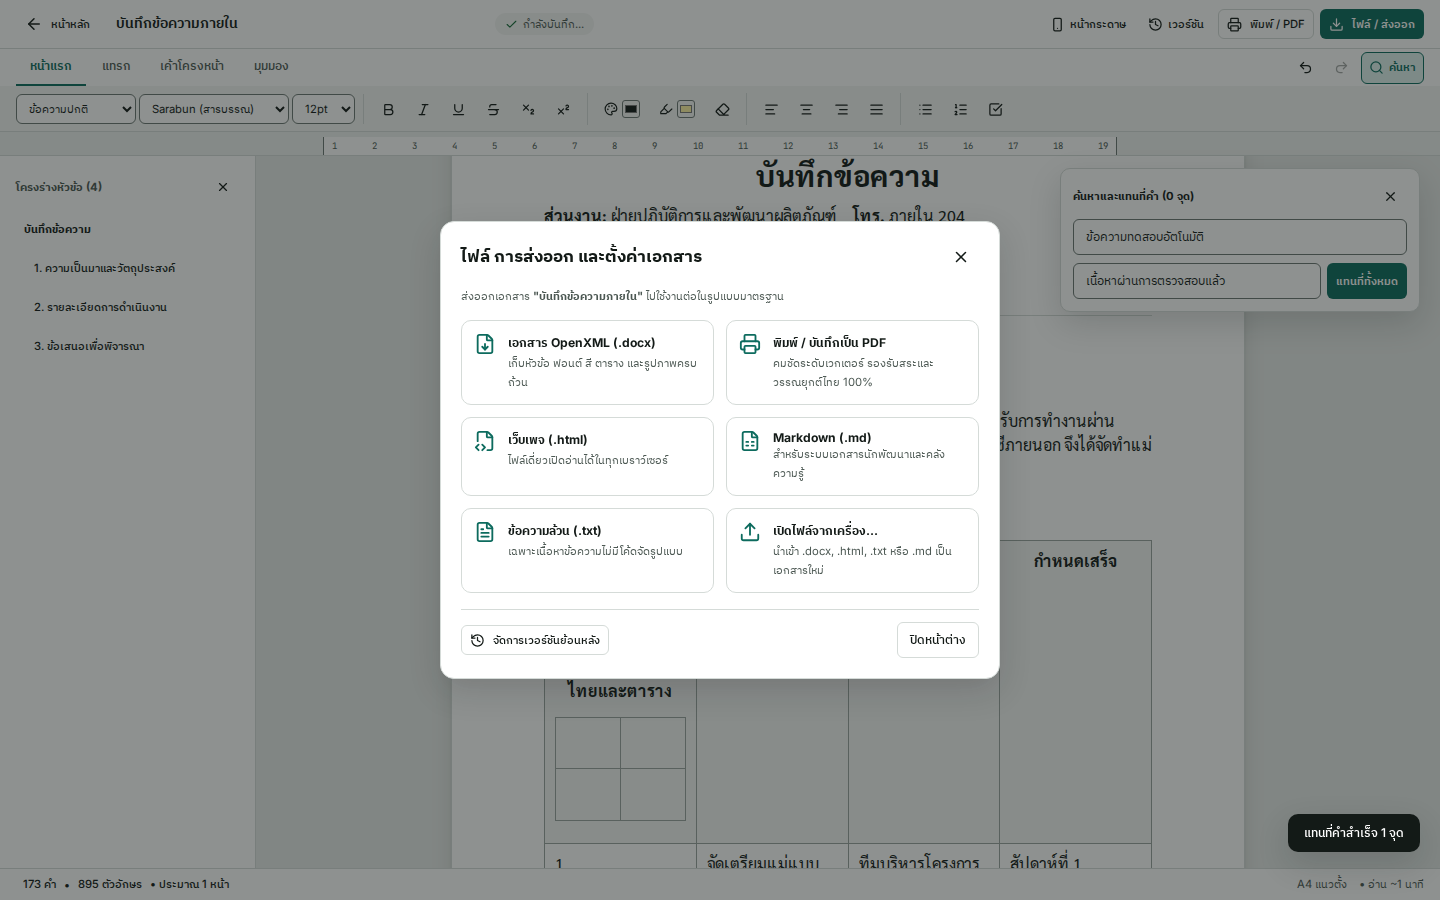 หน้าหลัก
บันทึกข้อความภายใน
กำลังบันทึก...
หน้ากระดาษ
เวอร์ชัน
พิมพ์ / PDF
ไฟล์ / ส่งออก
หน้าแรก
แทรก
เค้าโครงหน้า
มุมมอง
ค้นหา
ข้อความปกติ
Sarabun (สารบรรณ)
12pt
1 2 3 4 5 6 7 8 9 10 11 12 13 14 15 16 17 18 19
โครงร่างหัวข้อ (4)
บันทึกข้อความ
1. ความเป็นมาและวัตถุประสงค์
2. รายละเอียดการดำเนินงาน
3. ข้อเสนอเพื่อพิจารณา
บันทึกข้อความ
ส่วนงาน: ฝ่ายปฏิบัติการและพัฒนาผลิตภัณฑ์ โทร. ภายใน 204
ค้นหาและแทนที่คำ (0 จุด)
ข้อความทดสอบอัตโนมัติ
เนื้อหาผ่านการตรวจสอบแล้ว
แทนที่ทั้งหมด
ไฟล์ การส่งออก และตั้งค่าเอกสาร
ส่งออกเอกสาร "บันทึกข้อความภายใน" ไปใช้งานต่อในรูปแบบมาตรฐาน
เอกสาร OpenXML (.docx)
เก็บหัวข้อ ฟอนต์ สี ตาราง และรูปภาพครบ
ถ้วน
พิมพ์ / บันทึกเป็น PDF
คมชัดระดับเวกเตอร์ รองรับสระและ
วรรณยุกต์ไทย 100%
เว็บเพจ (.html)
ไฟล์เดี่ยวเปิดอ่านได้ในทุกเบราว์เซอร์
Markdown (.md)
สำหรับระบบเอกสารนักพัฒนาและคลัง
ความรู้
ข้อความล้วน (.txt)
เฉพาะเนื้อหาข้อความไม่มีโค้ดจัดรูปแบบ
เปิดไฟล์จากเครื่อง...
นำเข้า .docx, .html, .txt หรือ .md เป็น
เอกสารใหม่
จัดการเวอร์ชันย้อนหลัง
ปิดหน้าต่าง
รับการทำงานผ่าน
ชีภายนอก จึงได้จัดทำแม่
กำหนดเสร็จ
ไทยและตาราง
1
จัดเตรียมแม่แบบ
ทีมบริหารโครงการ
สัปดาห์ที่ 1
แทนที่คำสำเร็จ 1 จุด
173 คำ • 895 ตัวอักษร • ประมาณ 1 หน้า
A4 แนวตั้ง • อ่าน ~1 นาที